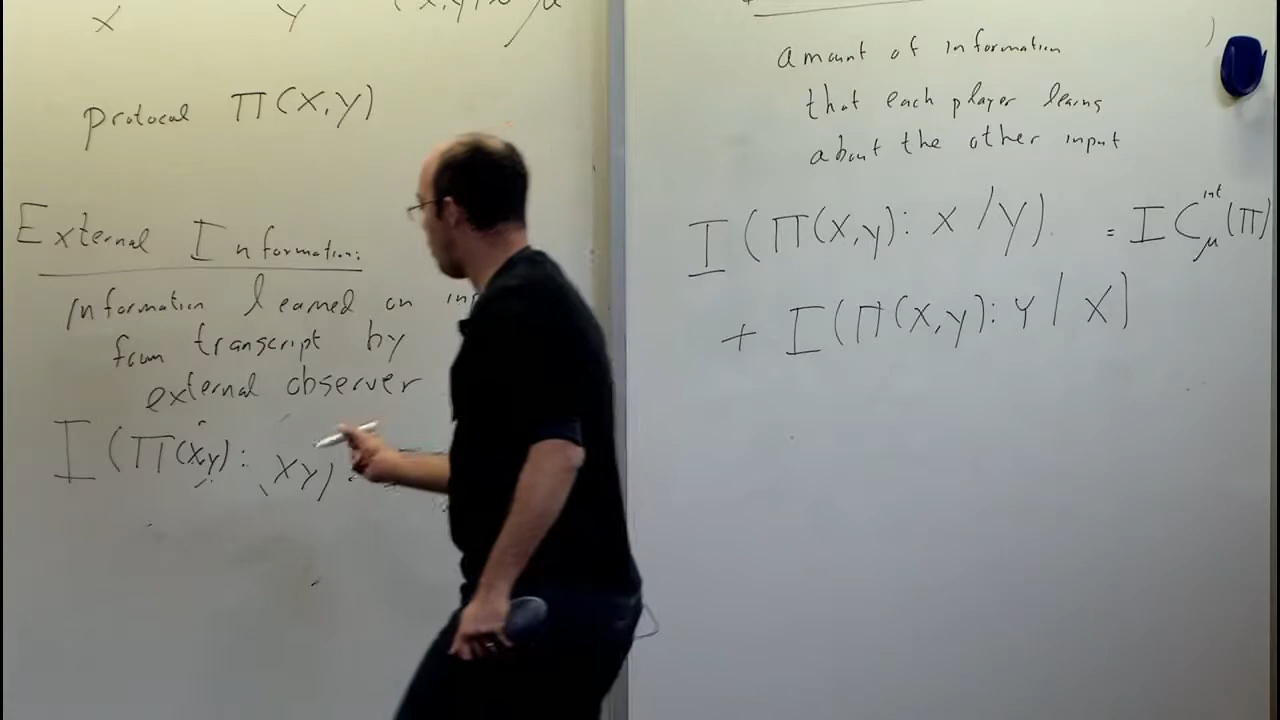 X Y (X,Y)~μ
protocol Π(X,Y)
External Information:
Information learned on
from transcript by
external observer
I(Π(X,Y): XY) =
amount of information
that each player learns
about the other input
I(Π(X,Y): X/Y) = IC^int_μ(Π)
+ I(Π(X,Y): Y | X)